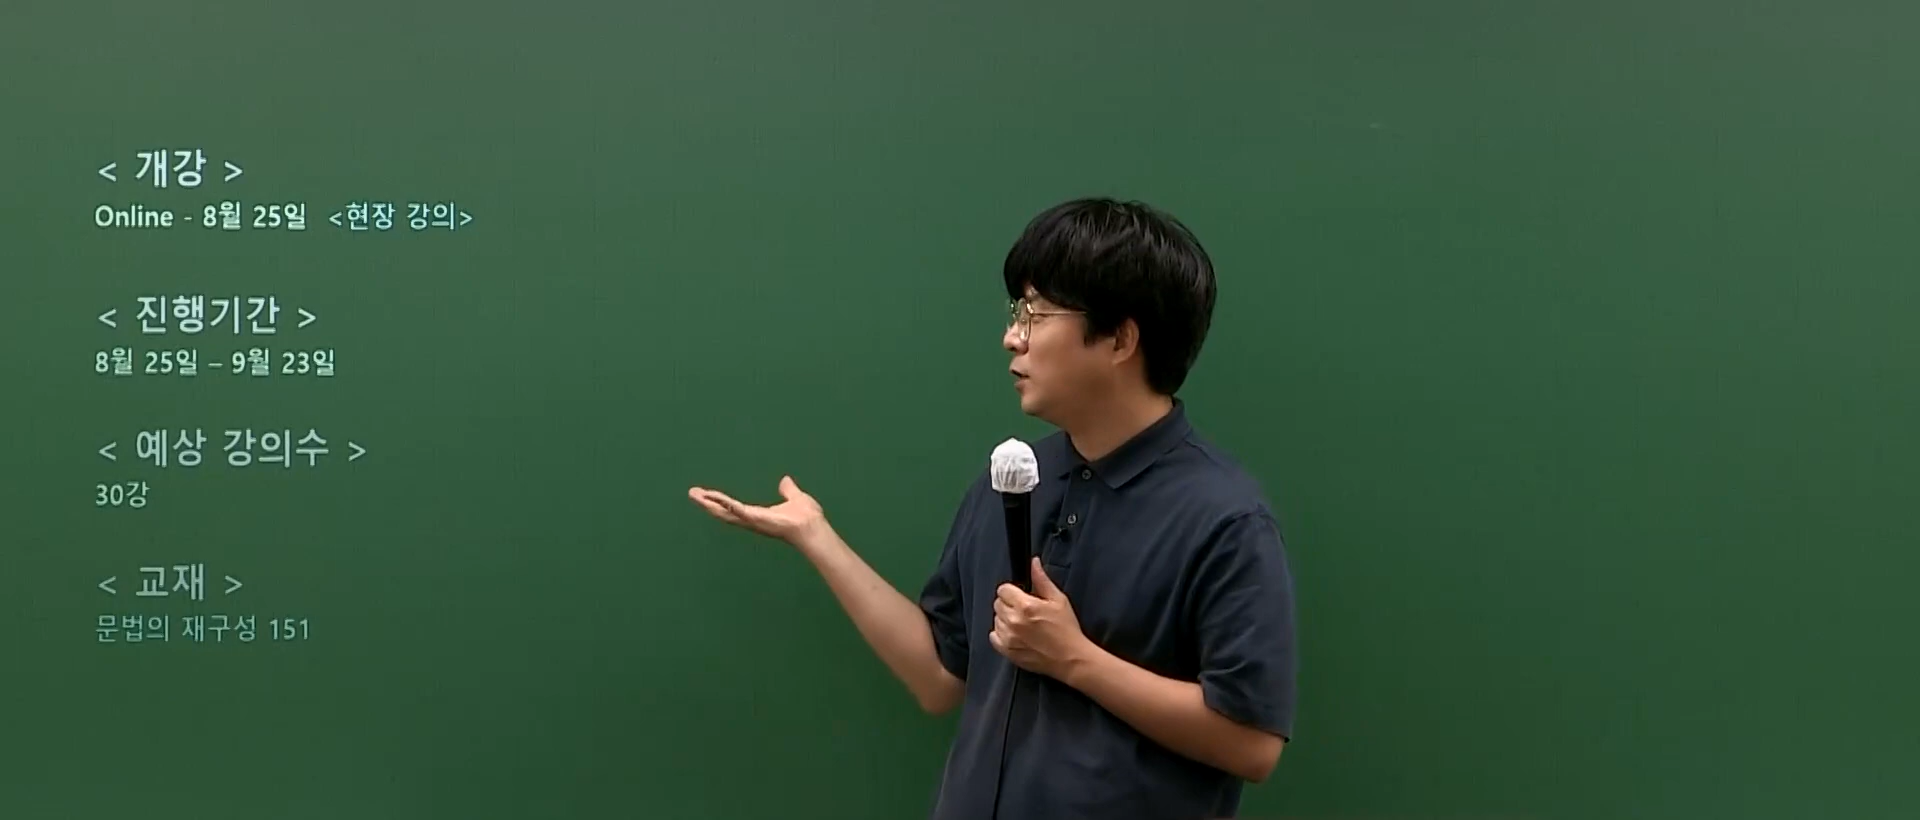 < 개강 >
Online - 8월 25일 <현장 강의>
< 진행기간 >
8월 25일 – 9월 23일
< 예상 강의수 >
30강
< 교재 >
문법의 재구성 151